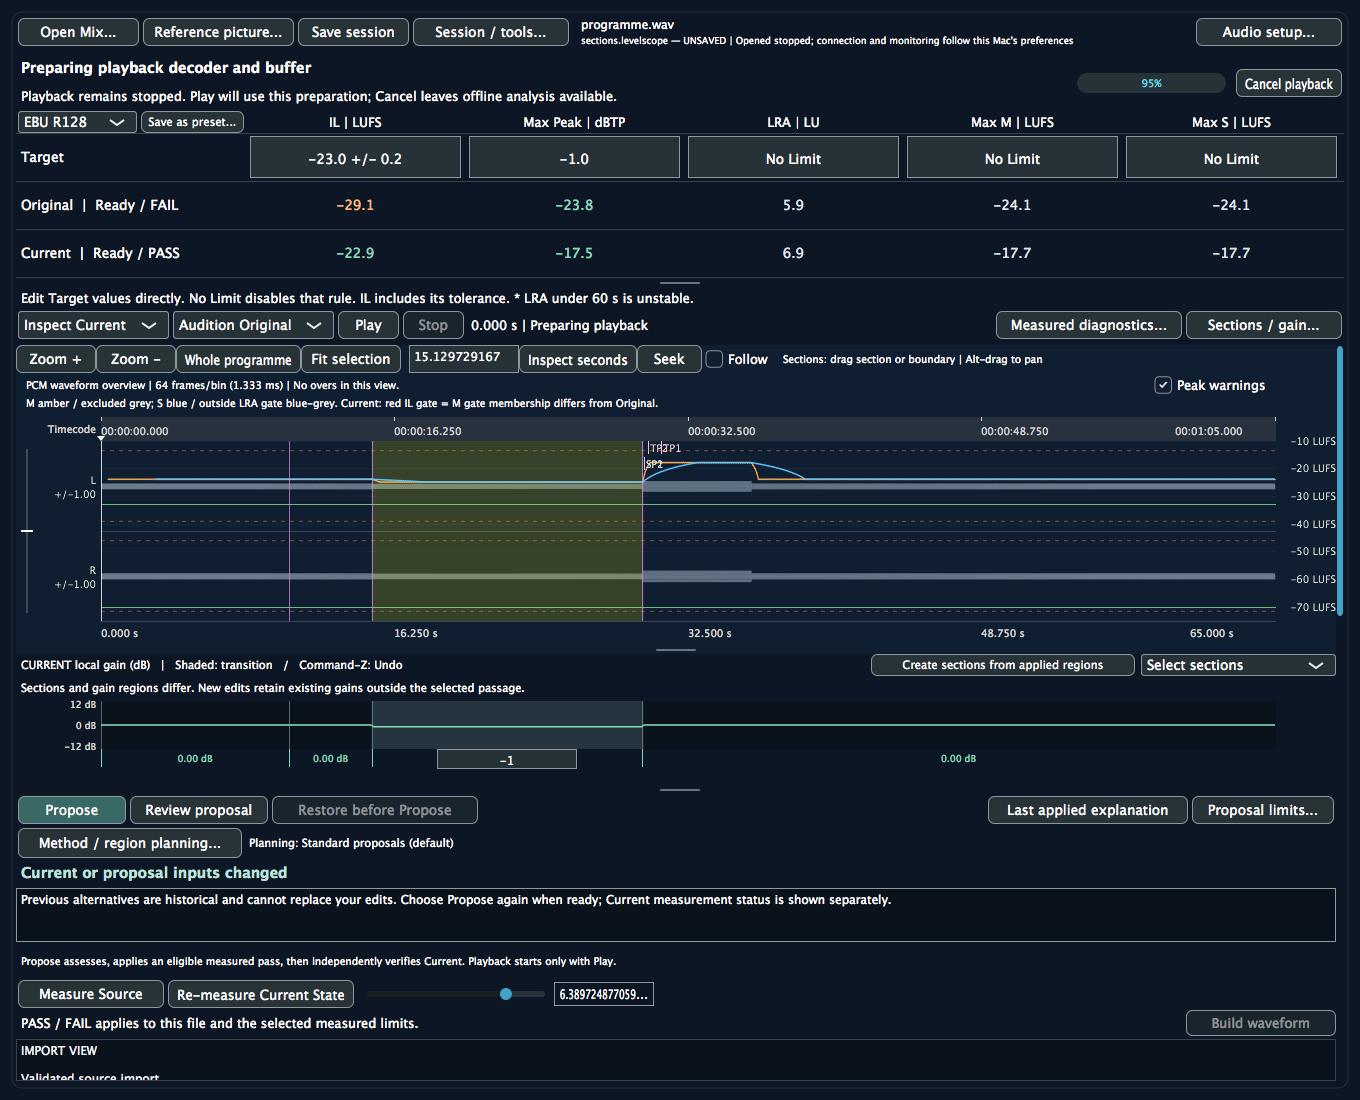 Open Mix...
Reference picture...
Save session
Session / tools...
programme.wav
sections.levelscope — UNSAVED | Opened stopped; connection and monitoring follow this Mac's preferences
Audio setup...
Preparing playback decoder and buffer
Playback remains stopped. Play will use this preparation; Cancel leaves offline analysis available.
95%
Cancel playback
EBU R128
Save as preset...
IL | LUFS
Max Peak | dBTP
LRA | LU
Max M | LUFS
Max S | LUFS
Target
-23.0 +/- 0.2
-1.0
No Limit
No Limit
No Limit
Original | Ready / FAIL
-29.1
-23.8
5.9
-24.1
-24.1
Current | Ready / PASS
-22.9
-17.5
6.9
-17.7
-17.7
Edit Target values directly. No Limit disables that rule. IL includes its tolerance. * LRA under 60 s is unstable.
Inspect Current
Audition Original
Play
Stop
0.000 s | Preparing playback
Measured diagnostics...
Sections / gain...
Zoom +
Zoom -
Whole programme
Fit selection
15.129729167
Inspect seconds
Seek
Follow
Sections: drag section or boundary | Alt-drag to pan
PCM waveform overview | 64 frames/bin (1.333 ms) | No overs in this view.
Peak warnings
M amber / excluded grey; S blue / outside LRA gate blue-grey. Current: red IL gate = M gate membership differs from Original.
Timecode
00:00:00.000
00:00:16.250
00:00:32.500
00:00:48.750
00:01:05.000
-10 LUFS
-20 LUFS
-30 LUFS
-40 LUFS
-50 LUFS
-60 LUFS
-70 LUFS
L
+/-1.00
R
+/-1.00
0.000 s
16.250 s
32.500 s
48.750 s
65.000 s
CURRENT local gain (dB) | Shaded: transition / Command-Z: Undo
Create sections from applied regions
Select sections
Sections and gain regions differ. New edits retain existing gains outside the selected passage.
12 dB
0 dB
-12 dB
0.00 dB
0.00 dB
-1
0.00 dB
Propose
Review proposal
Restore before Propose
Last applied explanation
Proposal limits...
Method / region planning...
Planning: Standard proposals (default)
Current or proposal inputs changed
Previous alternatives are historical and cannot replace your edits. Choose Propose again when ready; Current measurement status is shown separately.
Propose assesses, applies an eligible measured pass, then independently verifies Current. Playback starts only with Play.
Measure Source
Re-measure Current State
6.389724877059...
PASS / FAIL applies to this file and the selected measured limits.
Build waveform
IMPORT VIEW
Validated source import